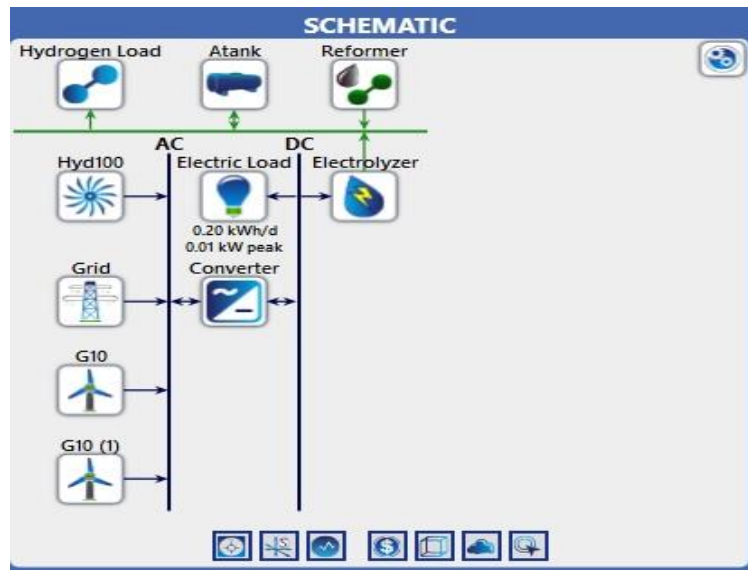 SCHEMATIC
Hydrogen Load Atank Reformer
AC DC
Hyd100 Electric Load Electrolyzer
0.20 kWh/d
0.01 kW peak
Grid Converter
G10
G10 (1)